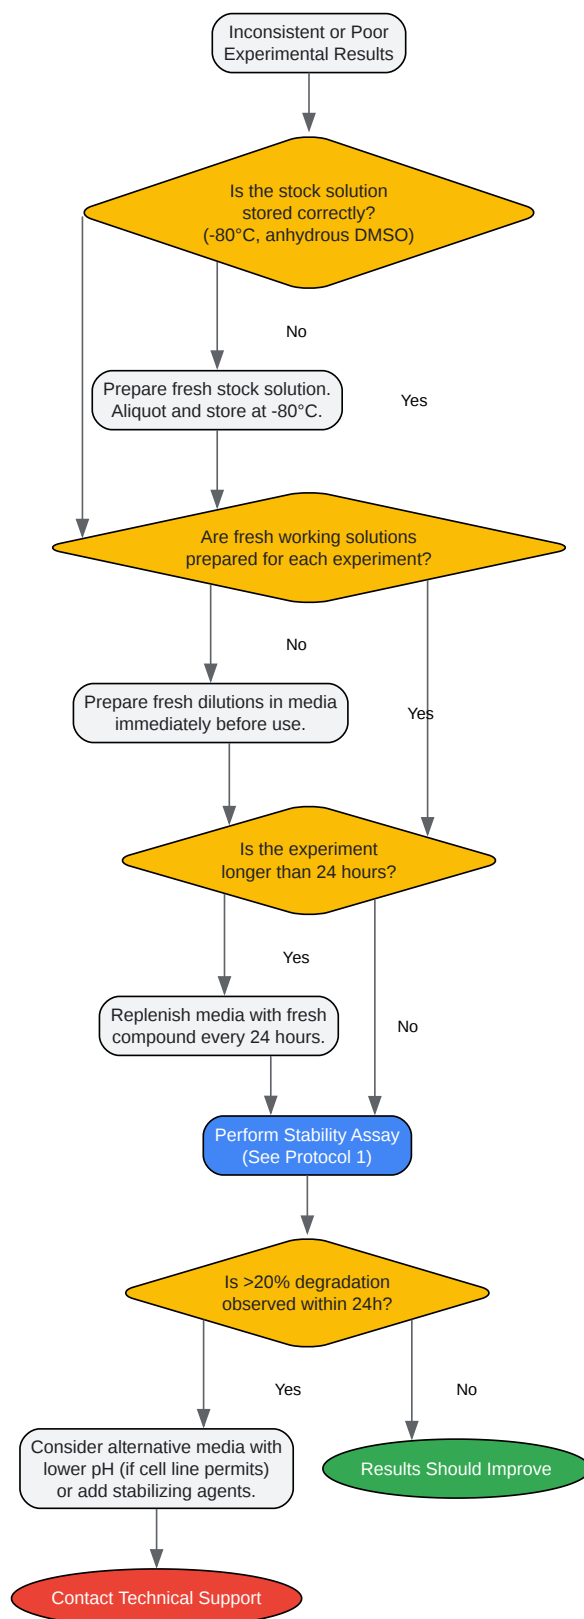 Inconsistent or Poor
Experimental Results
Is the stock solution
stored correctly?
(-80°C, anhydrous DMSO)
No
Prepare fresh stock solution.
Aliquot and store at -80°C.
Yes
Are fresh working solutions
prepared for each experiment?
No
Prepare fresh dilutions in media
immediately before use.
Yes
Is the experiment
longer than 24 hours?
Yes
Replenish media with fresh
compound every 24 hours.
No
Perform Stability Assay
(See Protocol 1)
Is >20% degradation
observed within 24h?
Yes
No
Consider alternative media with
lower pH (if cell line permits)
or add stabilizing agents.
Results Should Improve
Contact Technical Support